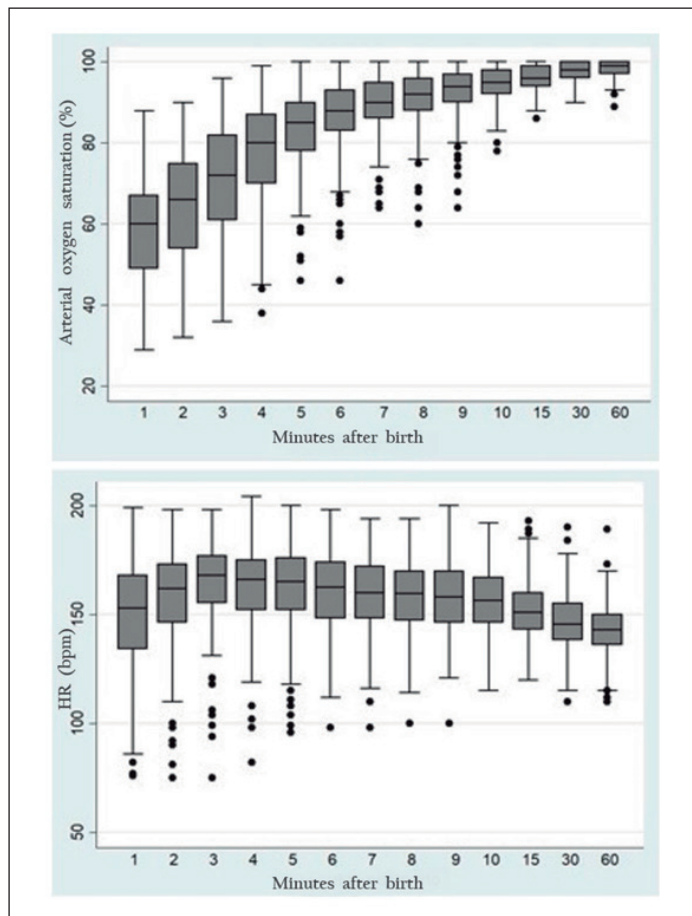 Arterial oxygen saturation (%)
100
80
60
40
20
1 2 3 4 5 6 7 8 9 10 15 30 60
Minutes after birth
HR (bpm)
200
150
100
50
1 2 3 4 5 6 7 8 9 10 15 30 60
Minutes after birth